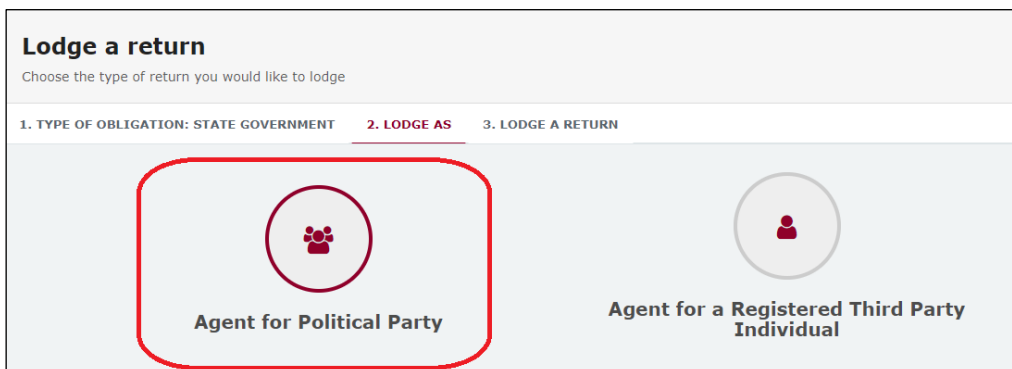 Lodge a return
Choose the type of return you would like to lodge
1. TYPE OF OBLIGATION: STATE GOVERNMENT 2. LODGE AS 3. LODGE A RETURN
Agent for Political Party
Agent for a Registered Third Party
Individual